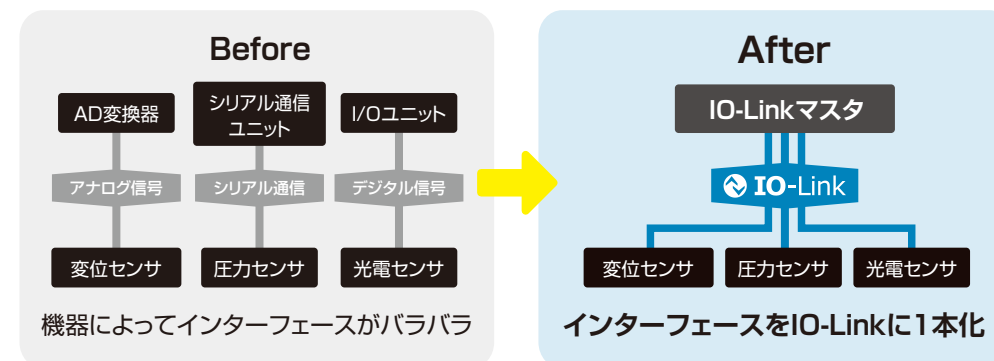 Before
AD変換器
シリアル通信
ユニット
I/Oユニット
アナログ信号
シリアル通信
デジタル信号
変位センサ
圧力センサ
光電センサ
機器によってインターフェースがバラバラ
After
IO-Linkマスタ
IO-Link
変位センサ
圧力センサ
光電センサ
インターフェースをIO-Linkに1本化